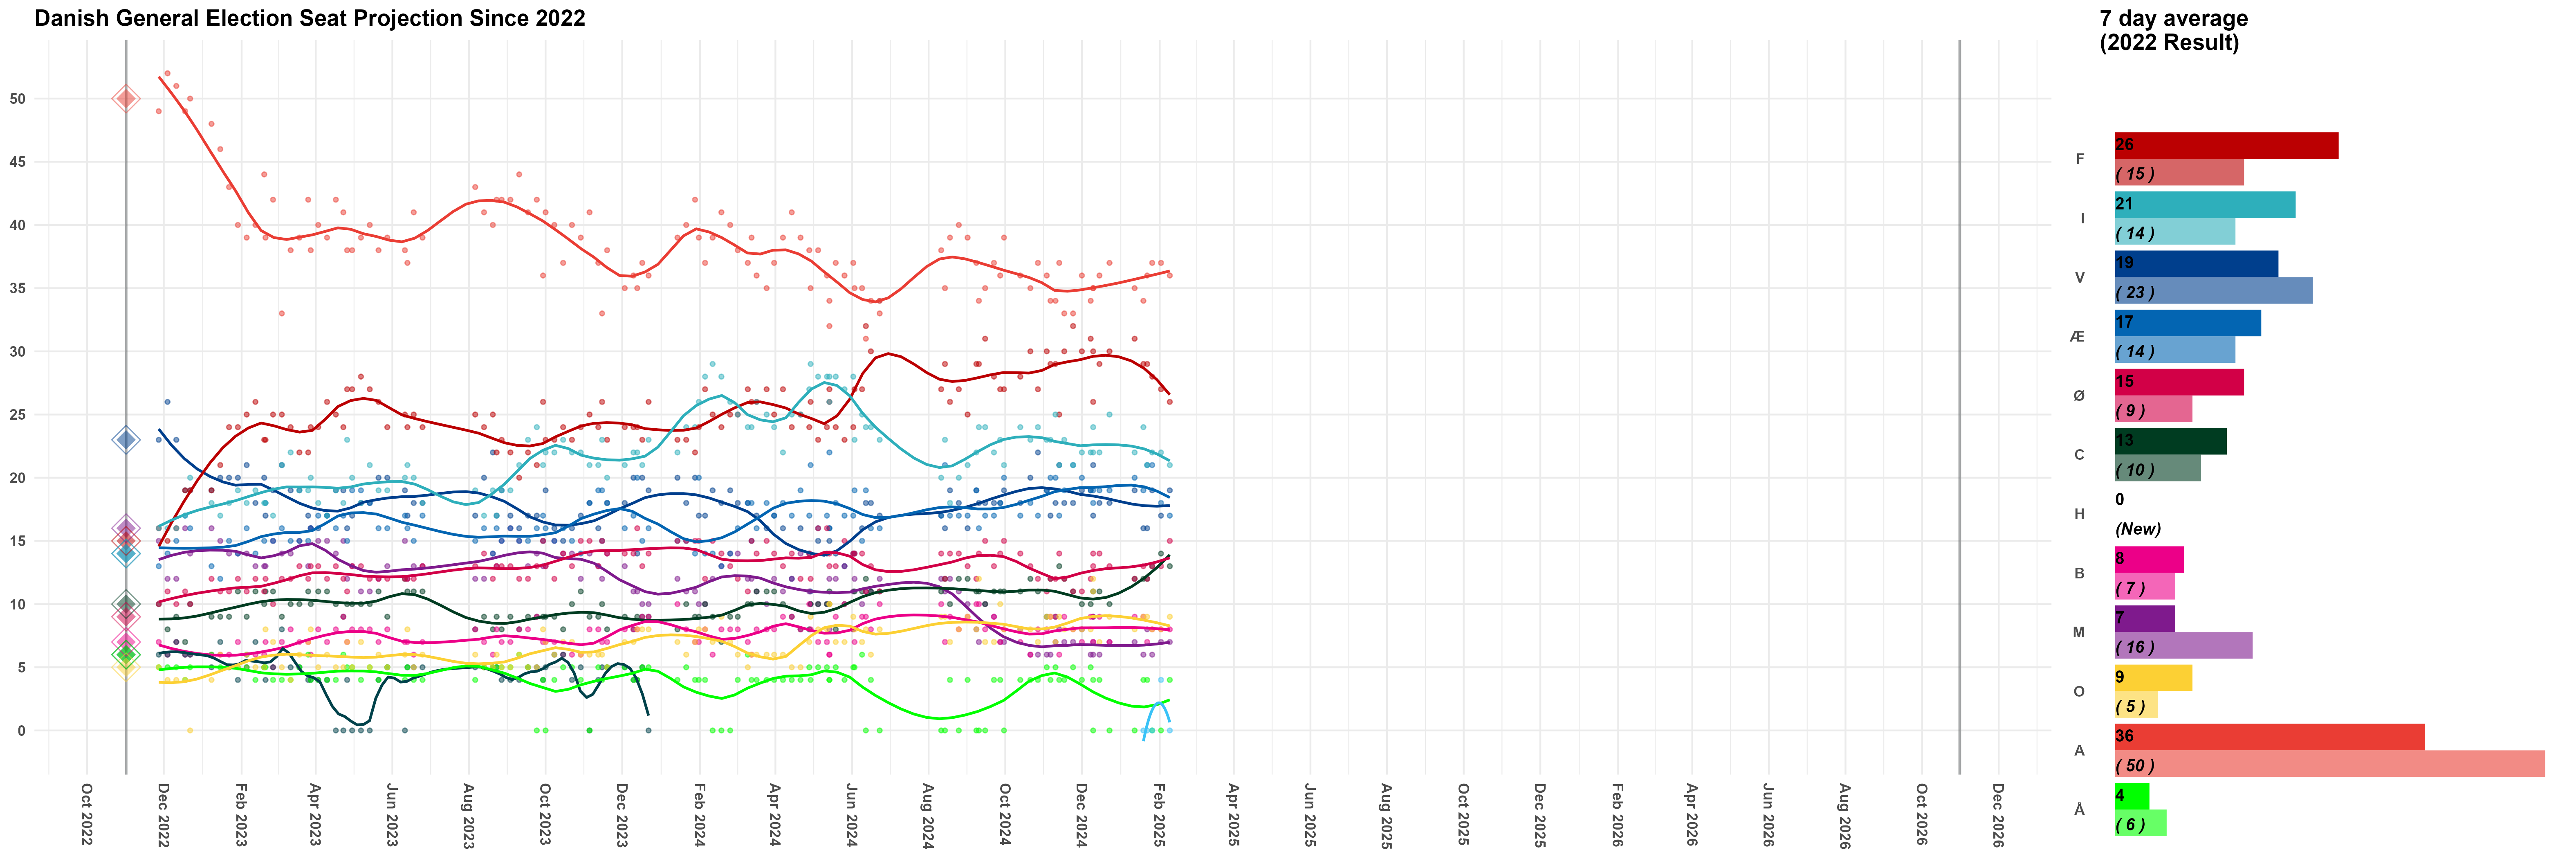 Danish General Election Seat Projection Since 2022
7 day average
(2022 Result)
50
45
40
35
30
25
20
15
10
5
0
Oct 2022
Dec 2022
Feb 2023
Apr 2023
Jun 2023
Aug 2023
Oct 2023
Dec 2023
Feb 2024
Apr 2024
Jun 2024
Aug 2024
Oct 2024
Dec 2024
Feb 2025
Apr 2025
Jun 2025
Aug 2025
Oct 2025
Dec 2025
Feb 2026
Apr 2026
Jun 2026
Aug 2026
Oct 2026
Dec 2026
F
26
( 15 )
I
21
( 14 )
V
19
( 23 )
Æ
17
( 14 )
Ø
15
( 9 )
C
13
( 10 )
H
0
(New)
B
8
( 7 )
M
7
( 16 )
O
9
( 5 )
A
36
( 50 )
Å
4
( 6 )